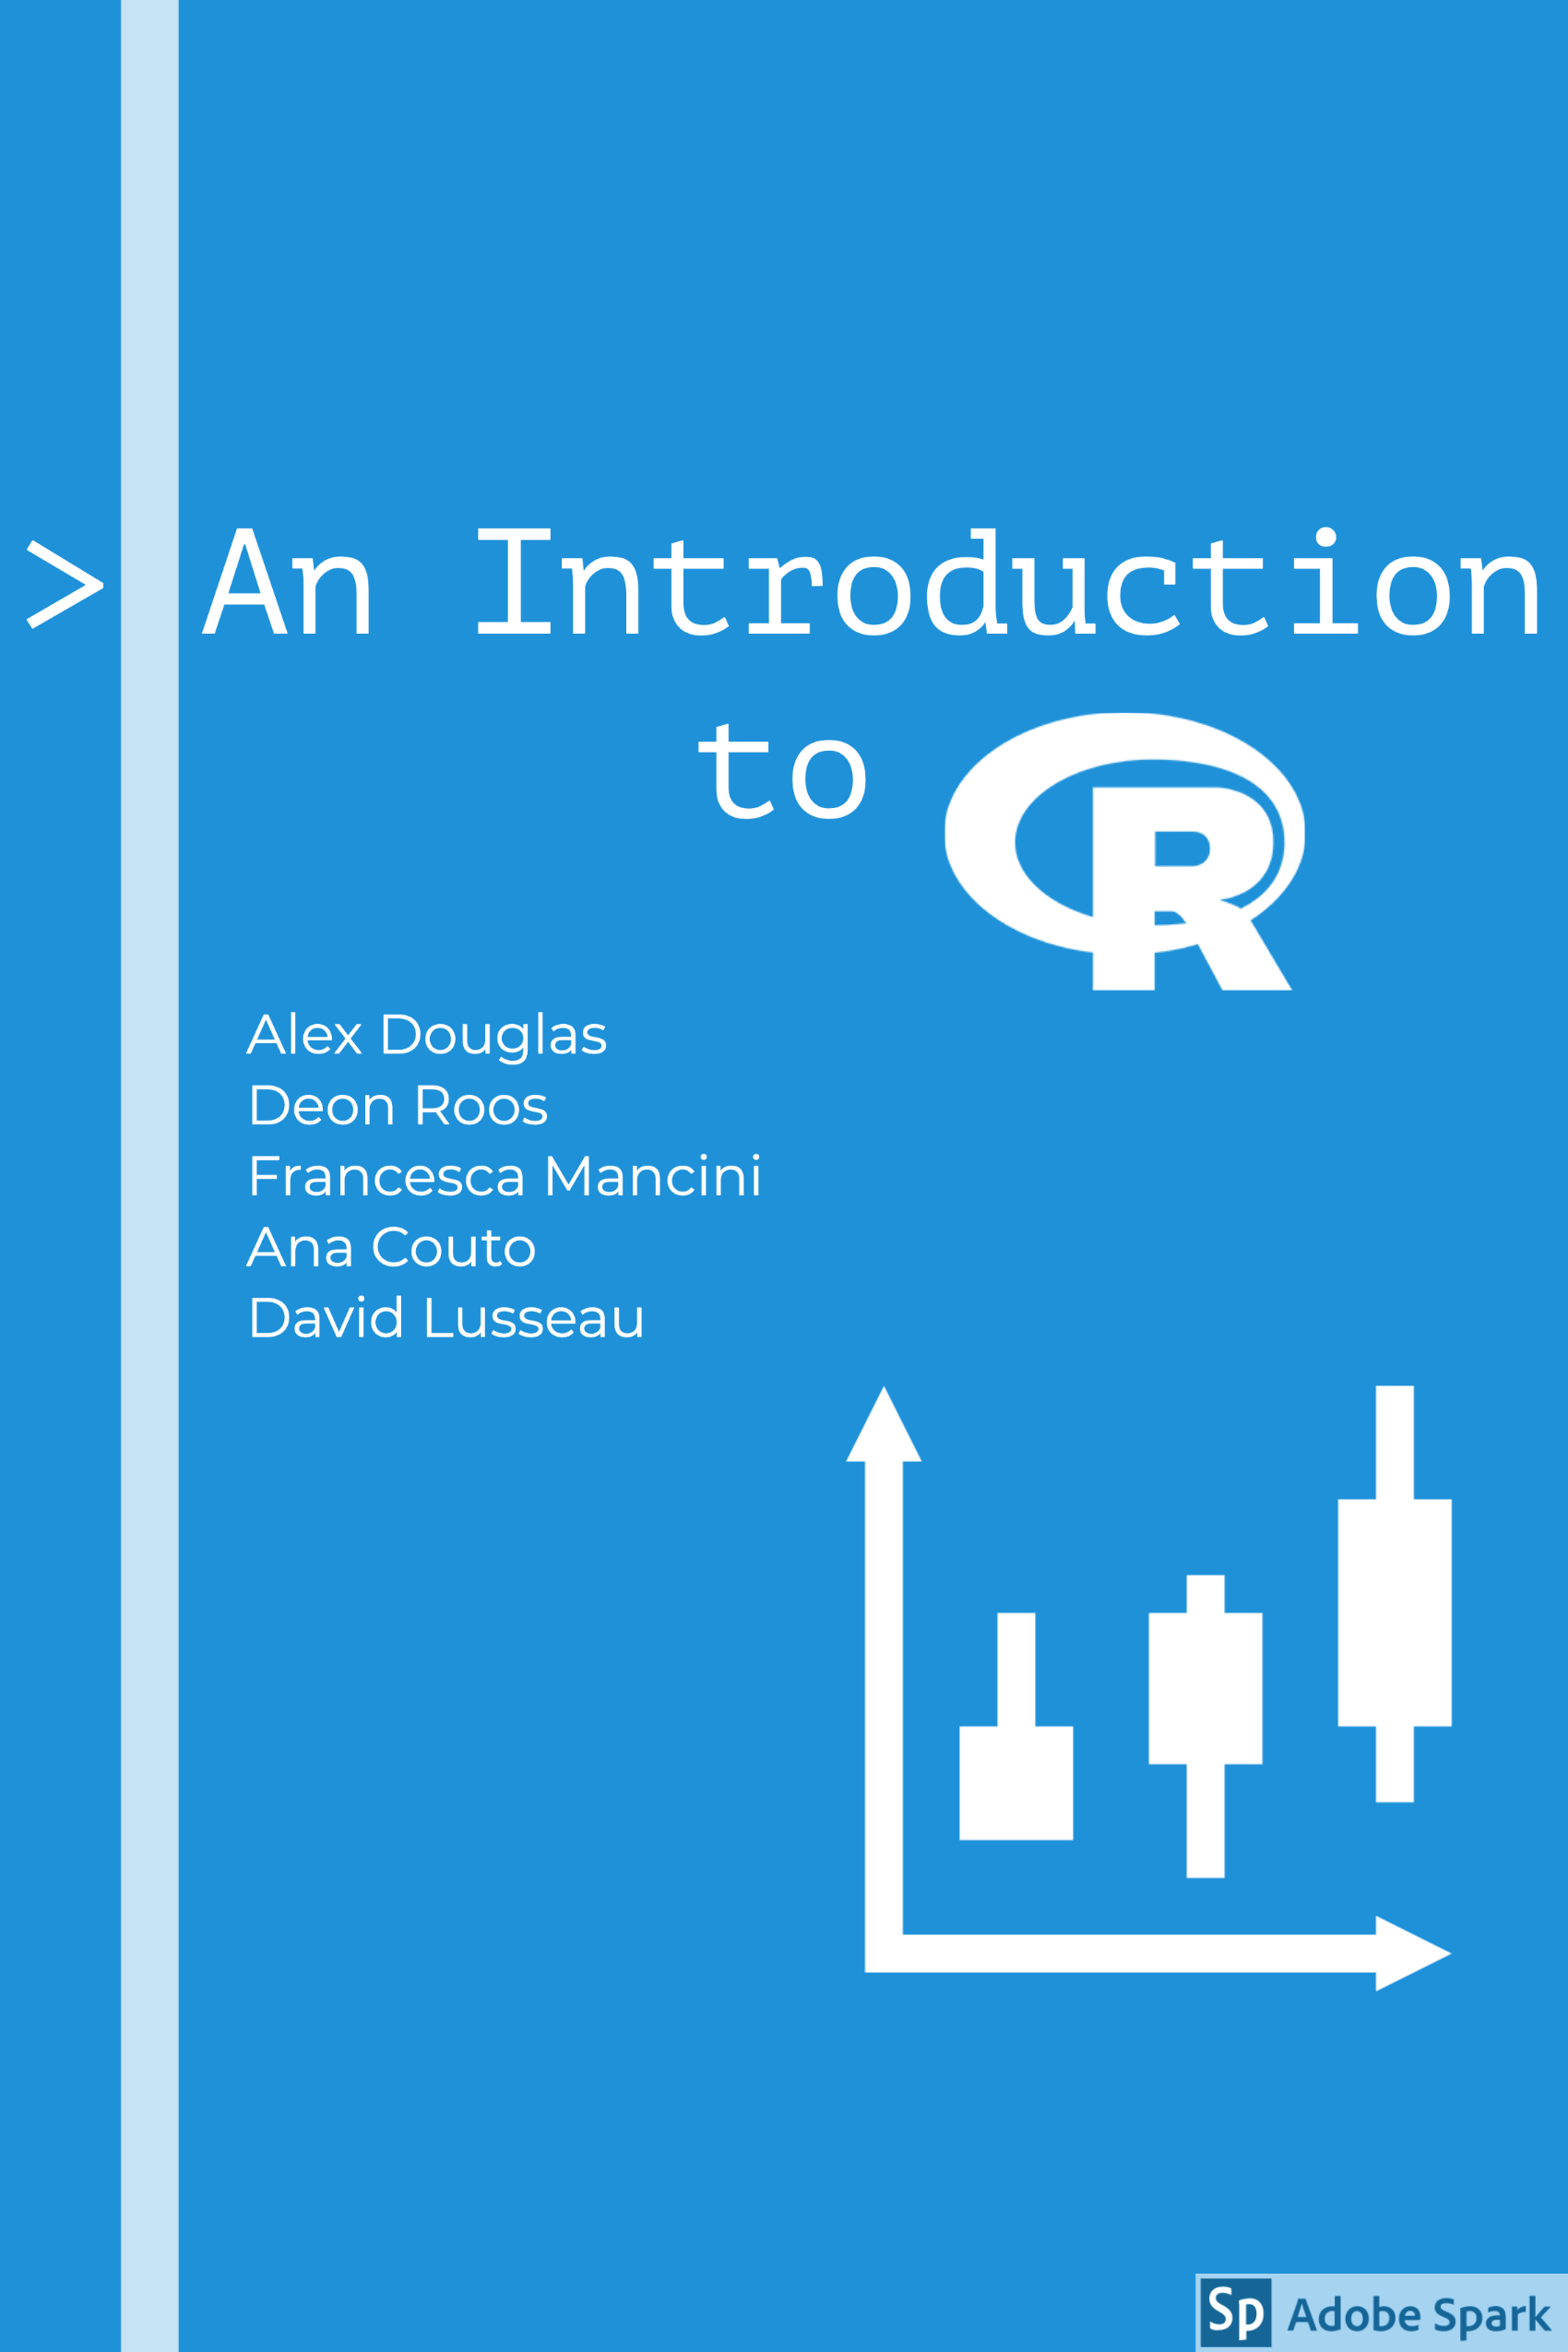 > An Introduction
to R
Alex Douglas
Deon Roos
Francesca Mancini
Ana Couto
David Lusseau
Sp Adobe Spark